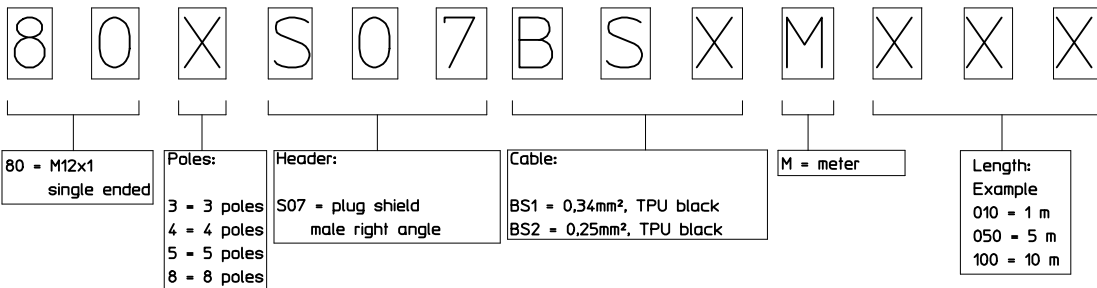 8 0 X S 0 7 B S X M X X X
80 = M12x1
single ended
Poles:
3 = 3 poles
4 = 4 poles
5 = 5 poles
8 = 8 poles
Header:
S07 = plug shield
male right angle
Cable:
BS1 = 0,34mm², TPU black
BS2 = 0,25mm², TPU black
M = meter
Length:
Example
010 = 1 m
050 = 5 m
100 = 10 m